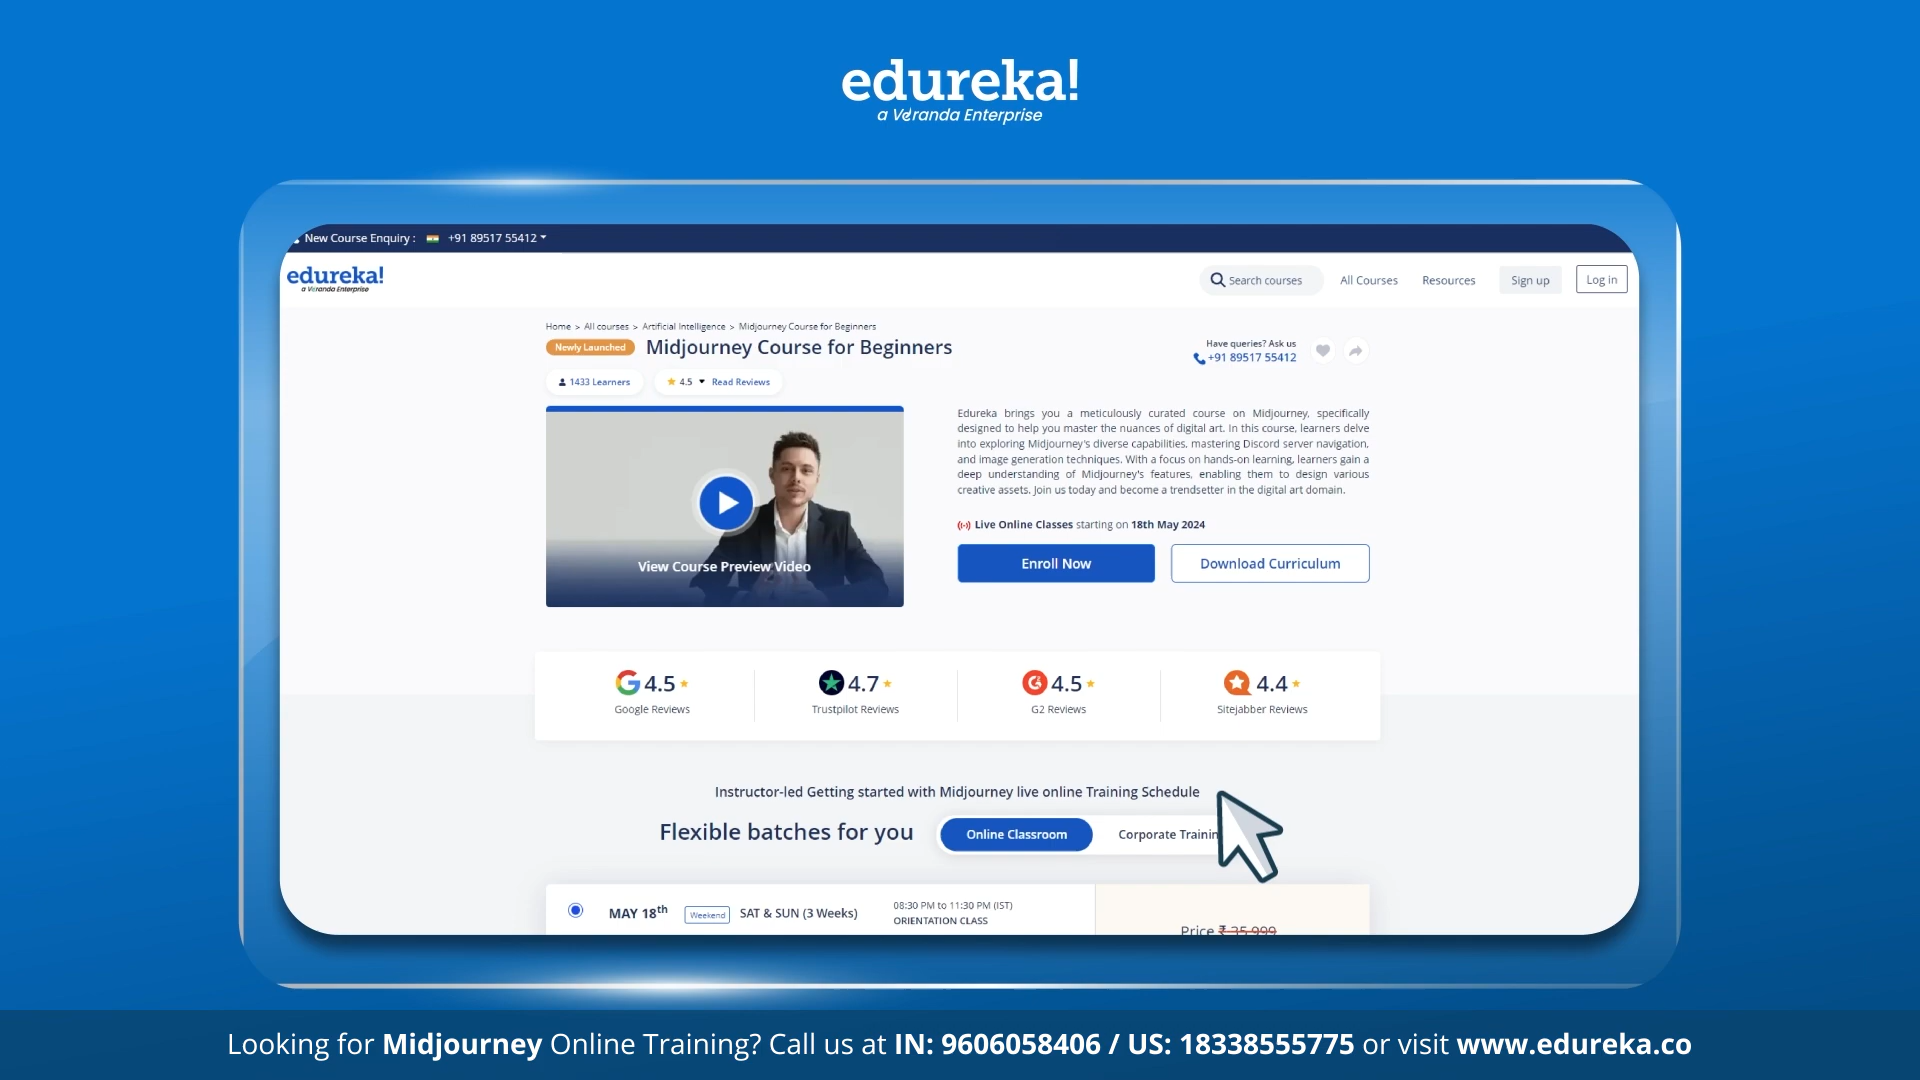 edureka!
a Veranda Enterprise
New Course Enquiry : +91 89517 55412
edureka!
a Veranda Enterprise
Search courses
All Courses
Resources
Sign up
Log in
Home > All courses > Artificial Intelligence > Midjourney Course for Beginners
Newly Launched
Midjourney Course for Beginners
Have queries? Ask us
+91 89517 55412
1433 Learners
4.5
Read Reviews
View Course Preview Video
Edureka brings you a meticulously curated course on Midjourney, specifically
designed to help you master the nuances of digital art. In this course, learners delve
into exploring Midjourney's diverse capabilities, mastering Discord server navigation,
and image generation techniques. With a focus on hands-on learning, learners gain a
deep understanding of Midjourney's features, enabling them to design various
creative assets. Join us today and become a trendsetter in the digital art domain.
Live Online Classes starting on 18th May 2024
Enroll Now
Download Curriculum
4.5
Google Reviews
4.7
Trustpilot Reviews
4.5
G2 Reviews
4.4
Sitejabber Reviews
Instructor-led Getting started with Midjourney live online Training Schedule
Flexible batches for you
Online Classroom
Corporate Trainin
MAY 18th
Weekend
SAT & SUN (3 Weeks)
08:30 PM to 11:30 PM (IST)
ORIENTATION CLASS
Price
Looking for Midjourney Online Training? Call us at IN: 9606058406 / US: 18338555775 or visit www.edureka.co